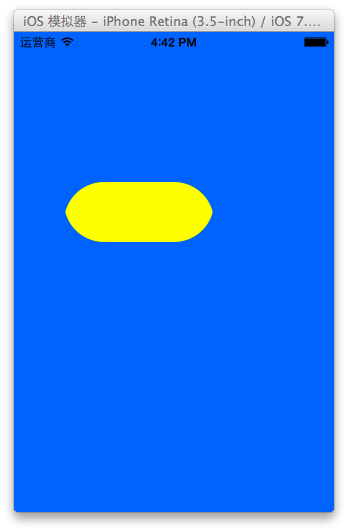 iOS 模拟器 – iPhone Retina (3.5-inch) / iOS 7....
运营商 4:42 PM